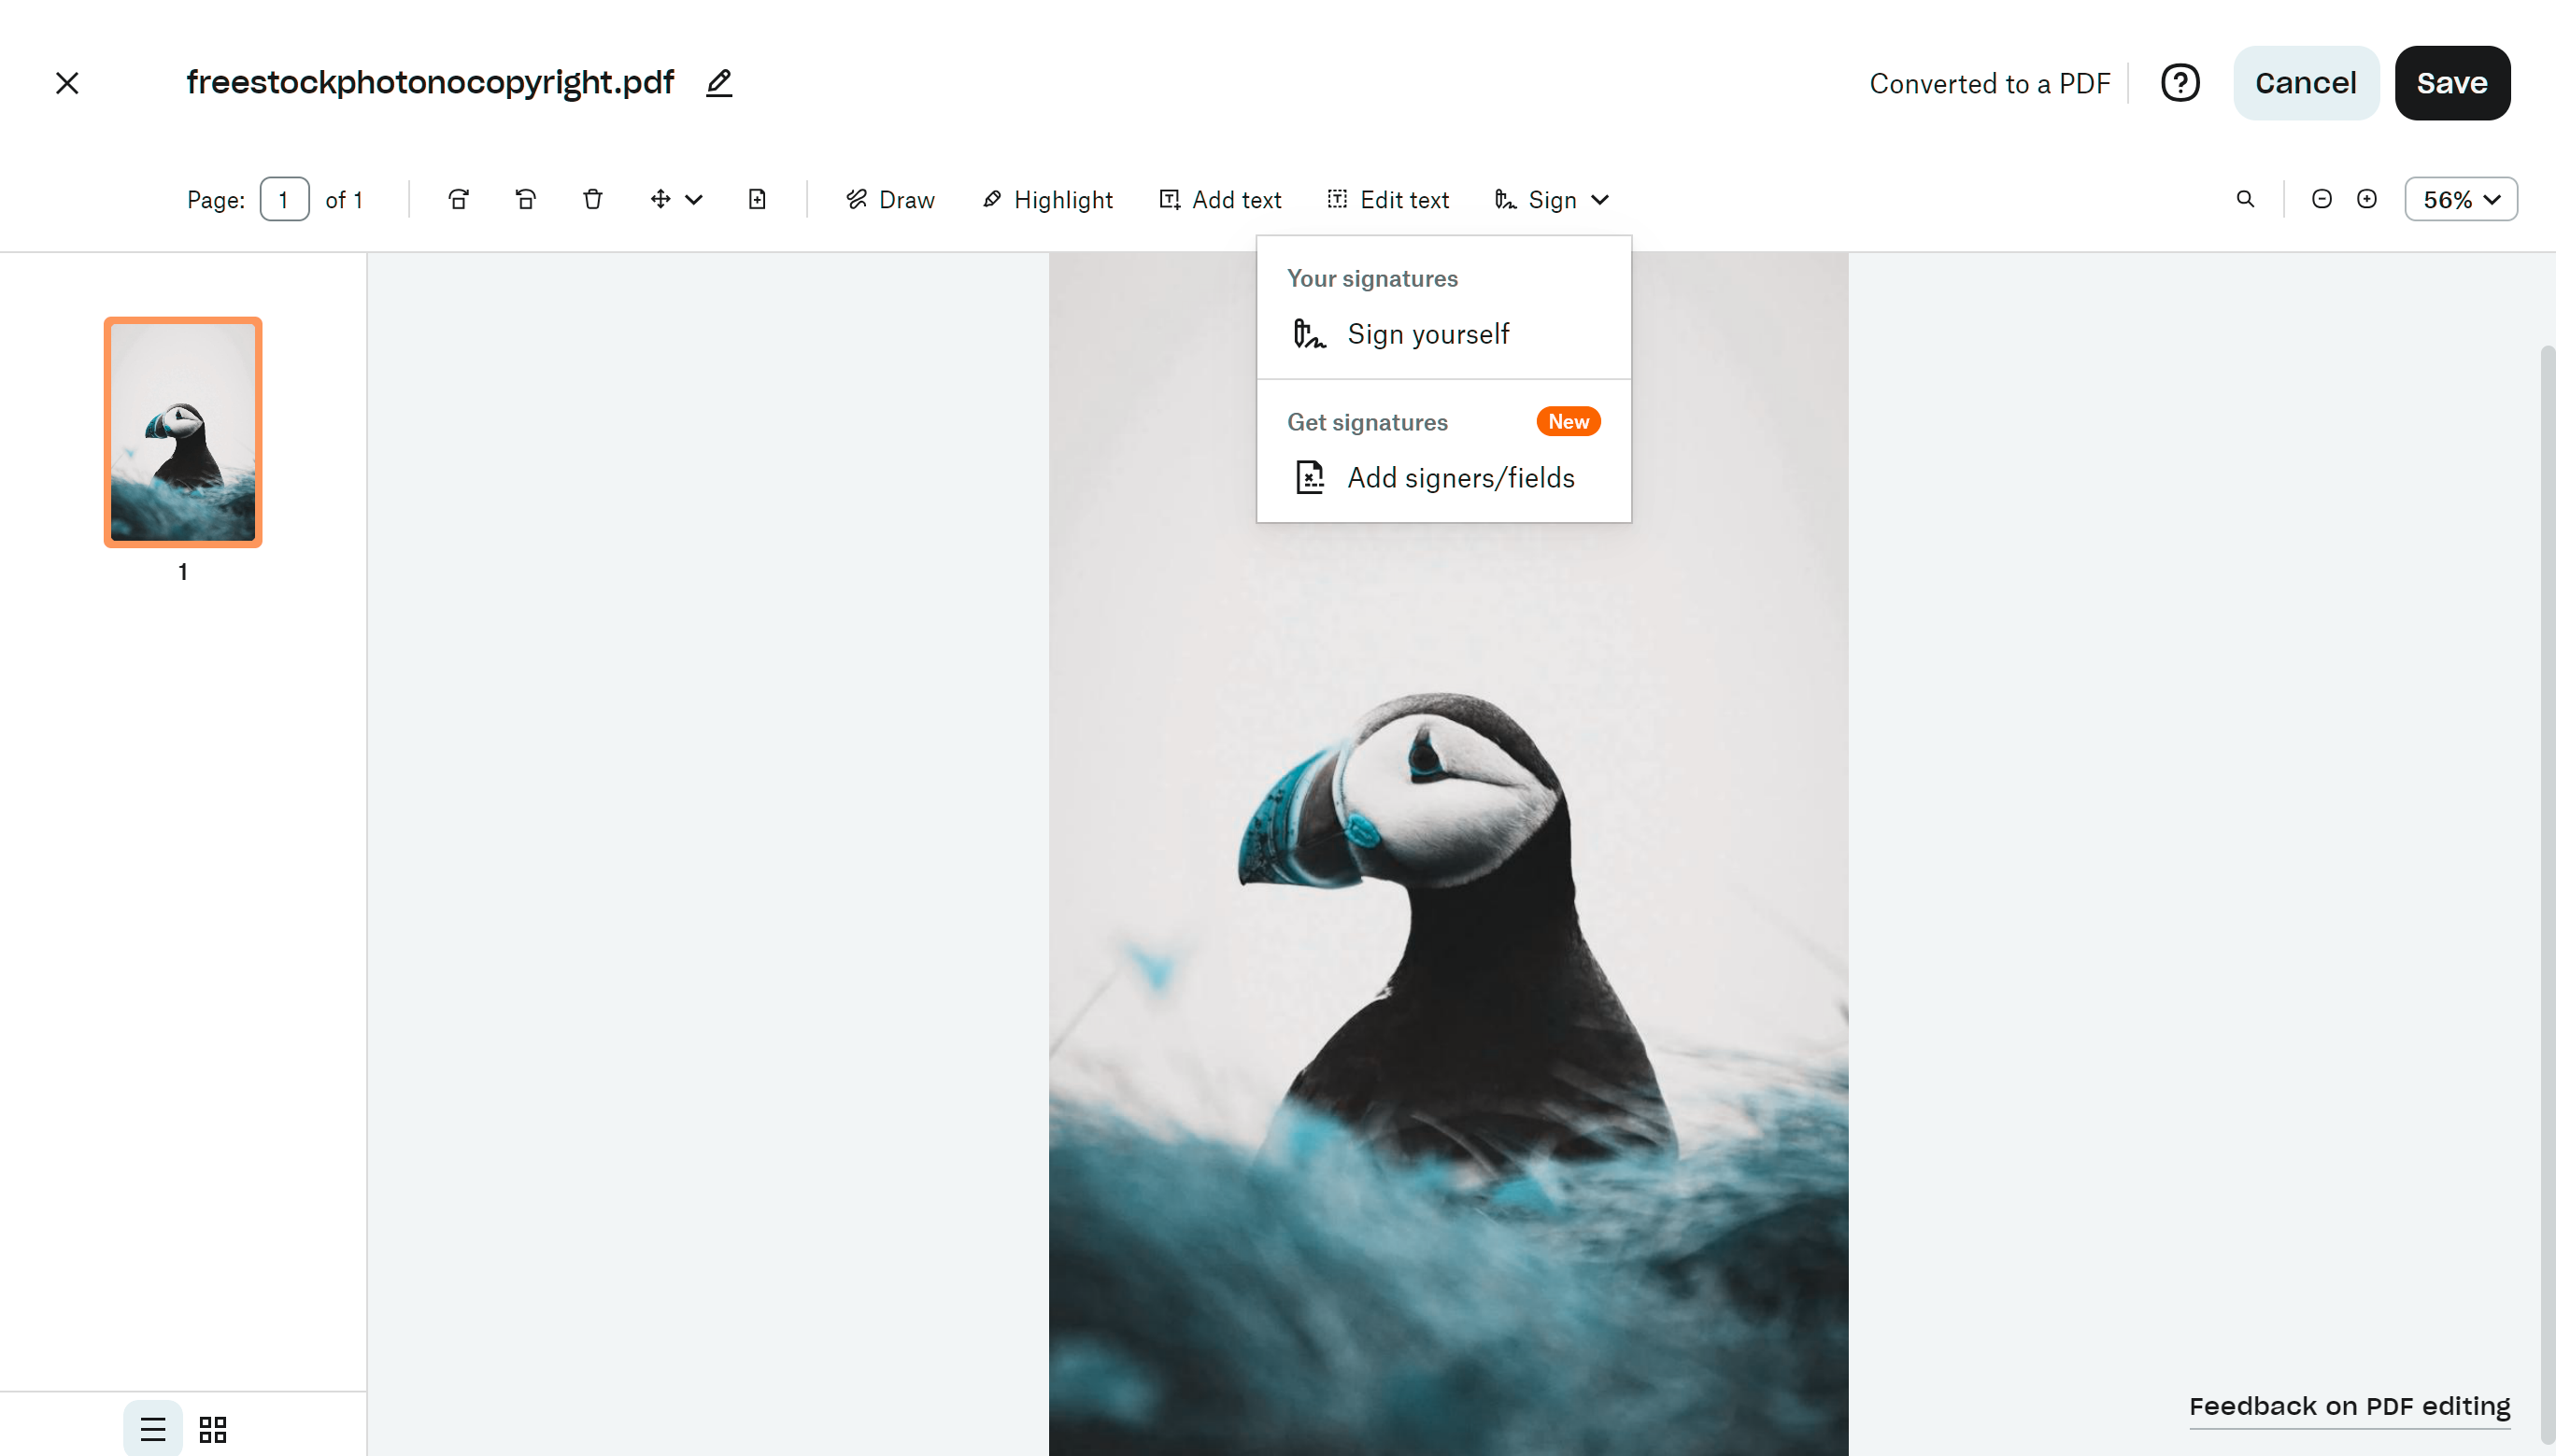 freestockphotonocopyright.pdf
Converted to a PDF
Cancel
Save
Page: 1 of 1
Draw
Highlight
Add text
Edit text
Sign
56%
Your signatures
Sign yourself
Get signatures New
Add signers/fields
1
Feedback on PDF editing